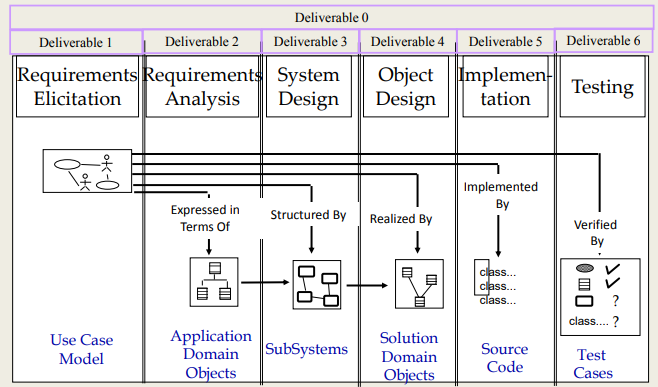 Deliverable 0
Deliverable 1
Deliverable 2
Deliverable 3
Deliverable 4
Deliverable 5
Deliverable 6
Requirements
Elicitation
Requirements
Analysis
System
Design
Object
Design
Implemen-
tation
Testing
Expressed in
Terms Of
Structured By
Realized By
Implemented
By
Verified
By
class...
class...
class...
?
class.... ?
Use Case
Model
Application
Domain
Objects
SubSystems
Solution
Domain
Objects
Source
Code
Test
Cases